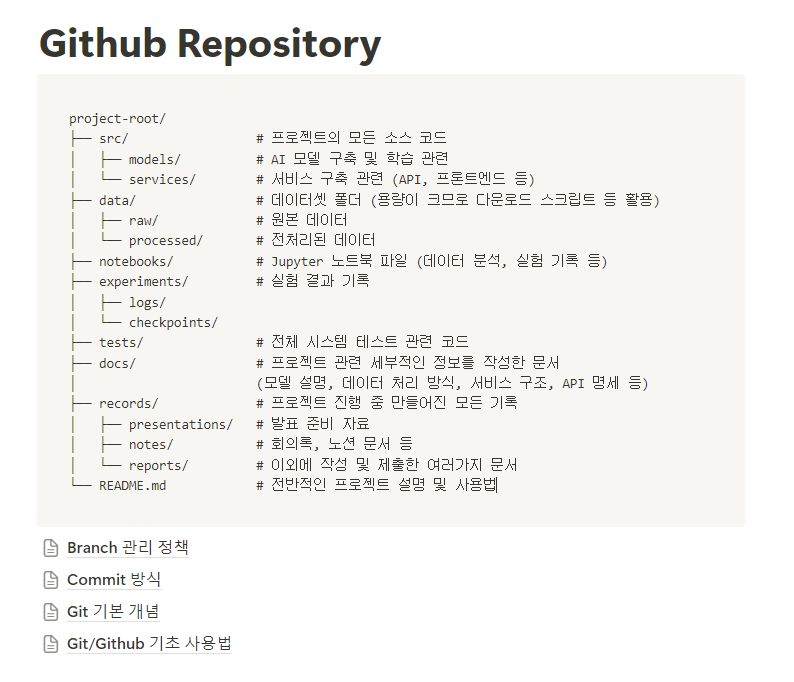 Github Repository
project-root/
├── src/                 # 프로젝트의 모든 소스 코드
│   ├── models/          # AI 모델 구축 및 학습 관련
│   └── services/        # 서비스 구축 관련 (API, 프론트엔드 등)
├── data/                # 데이터셋 폴더 (용량이 크므로 다운로드 스크립트 등 활용)
│   ├── raw/             # 원본 데이터
│   └── processed/       # 전처리된 데이터
├── notebooks/           # Jupyter 노트북 파일 (데이터 분석, 실험 기록 등)
├── experiments/         # 실험 결과 기록
│   ├── logs/
│   └── checkpoints/
├── tests/               # 전체 시스템 테스트 관련 코드
├── docs/                # 프로젝트 관련 세부적인 정보를 작성한 문서
│                        (모델 설명, 데이터 처리 방식, 서비스 구조, API 명세 등)
├── records/             # 프로젝트 진행 중 만들어진 모든 기록
│   ├── presentations/   # 발표 준비 자료
│   ├── notes/           # 회의록, 노션 문서 등
│   └── reports/         # 이외에 작성 및 제출한 여러가지 문서
└── README.md            # 전반적인 프로젝트 설명 및 사용법
Branch 관리 정책
Commit 방식
Git 기본 개념
Git/Github 기초 사용법